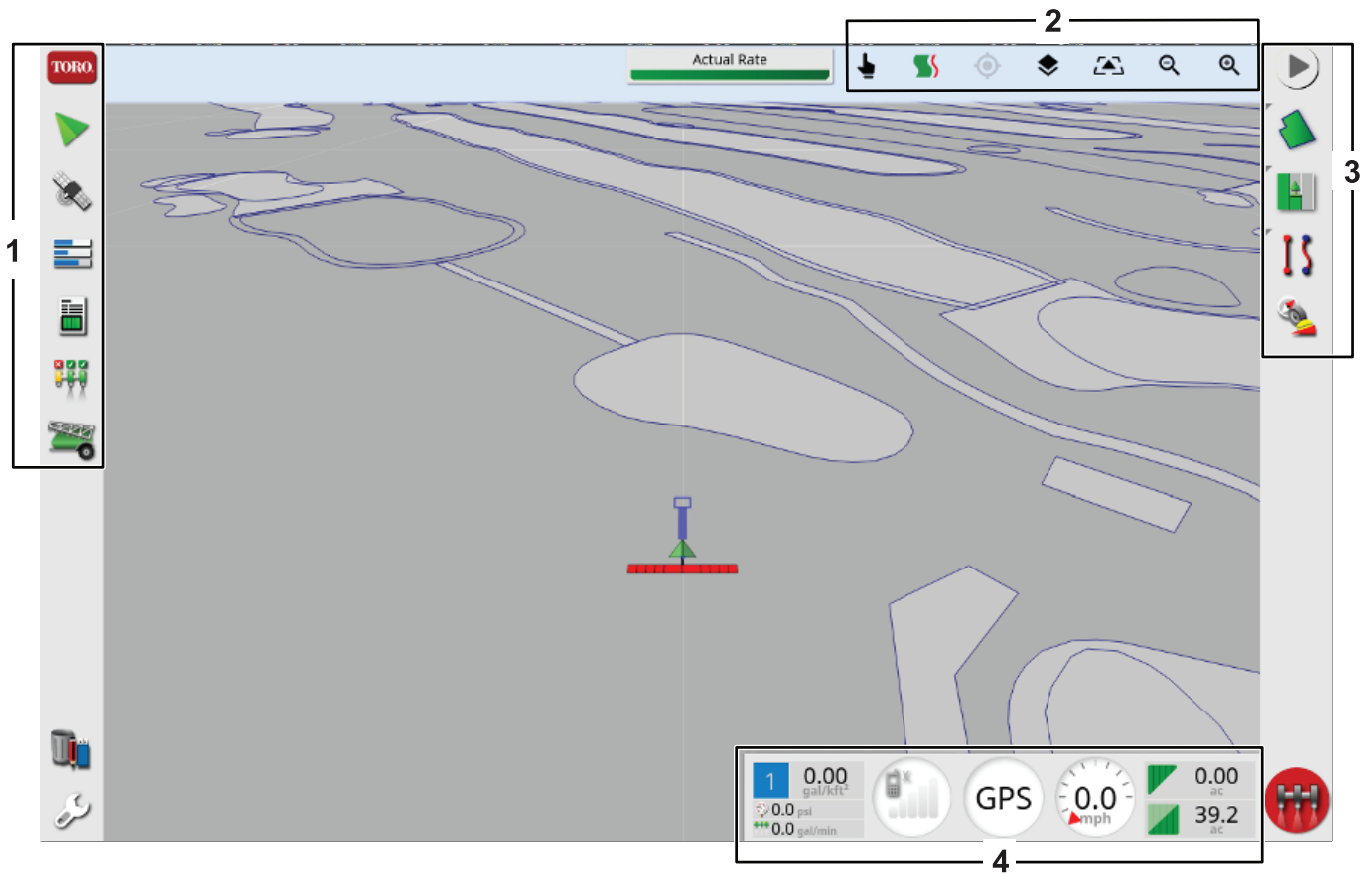 2
TORO.
Actual Rate
3
1
1
0.00
gal/kft²
0.0 psi
0.0 gal/min
GPS
0.0
mph
0.00
ac
39.2
ac
4